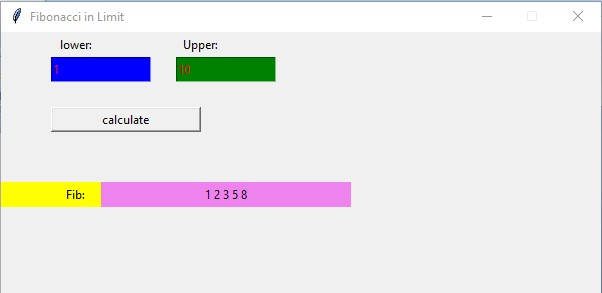 Fibonacci in Limit
lower: Upper:
1 10
calculate
Fib: 1 2 3 5 8